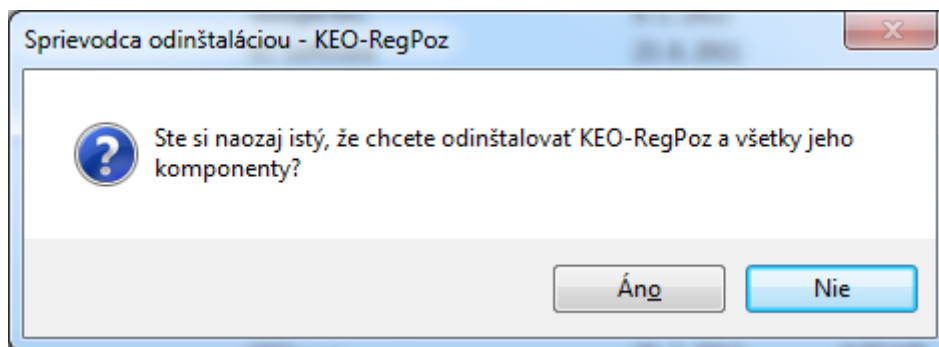 Sprievodca odinštaláciou - KEO-RegPoz
Ste si naozaj istý, že chcete odinštalovať KEO-RegPoz a všetky jeho
komponenty?
Áno
Nie